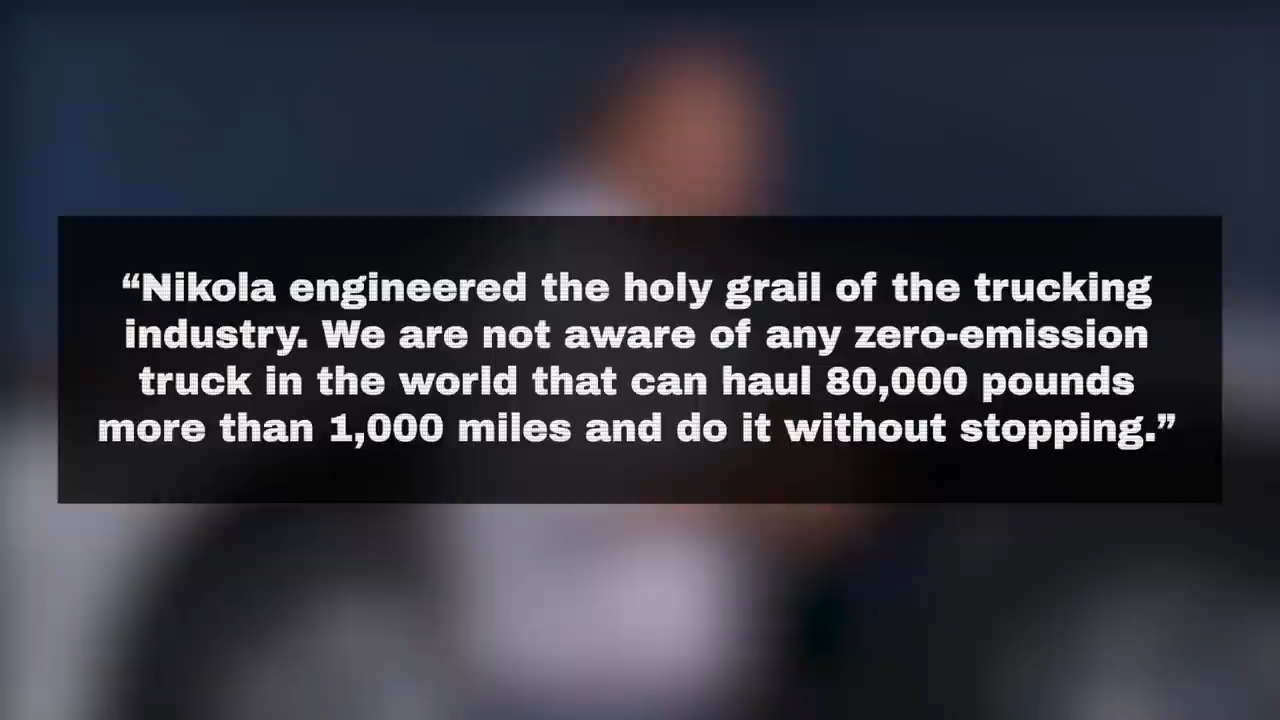 “Nikola engineered the holy grail of the trucking
industry. We are not aware of any zero-emission
truck in the world that can haul 80,000 pounds
more than 1,000 miles and do it without stopping.”